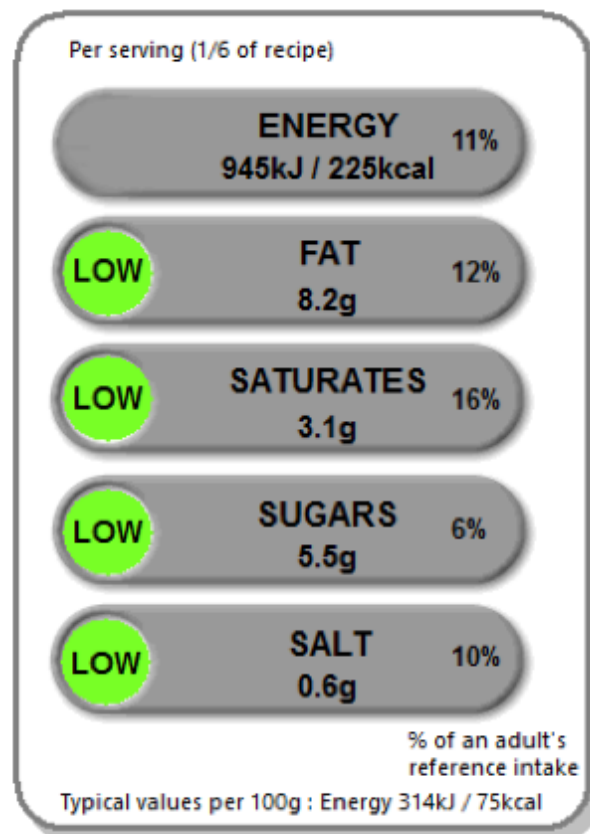 Per serving (1/6 of recipe)
ENERGY
945kJ / 225kcal
11%
LOW
FAT
8.2g
12%
LOW
SATURATES
3.1g
16%
LOW
SUGARS
5.5g
6%
LOW
SALT
0.6g
10%
% of an adult's
reference intake
Typical values per 100g : Energy 314kJ / 75kcal